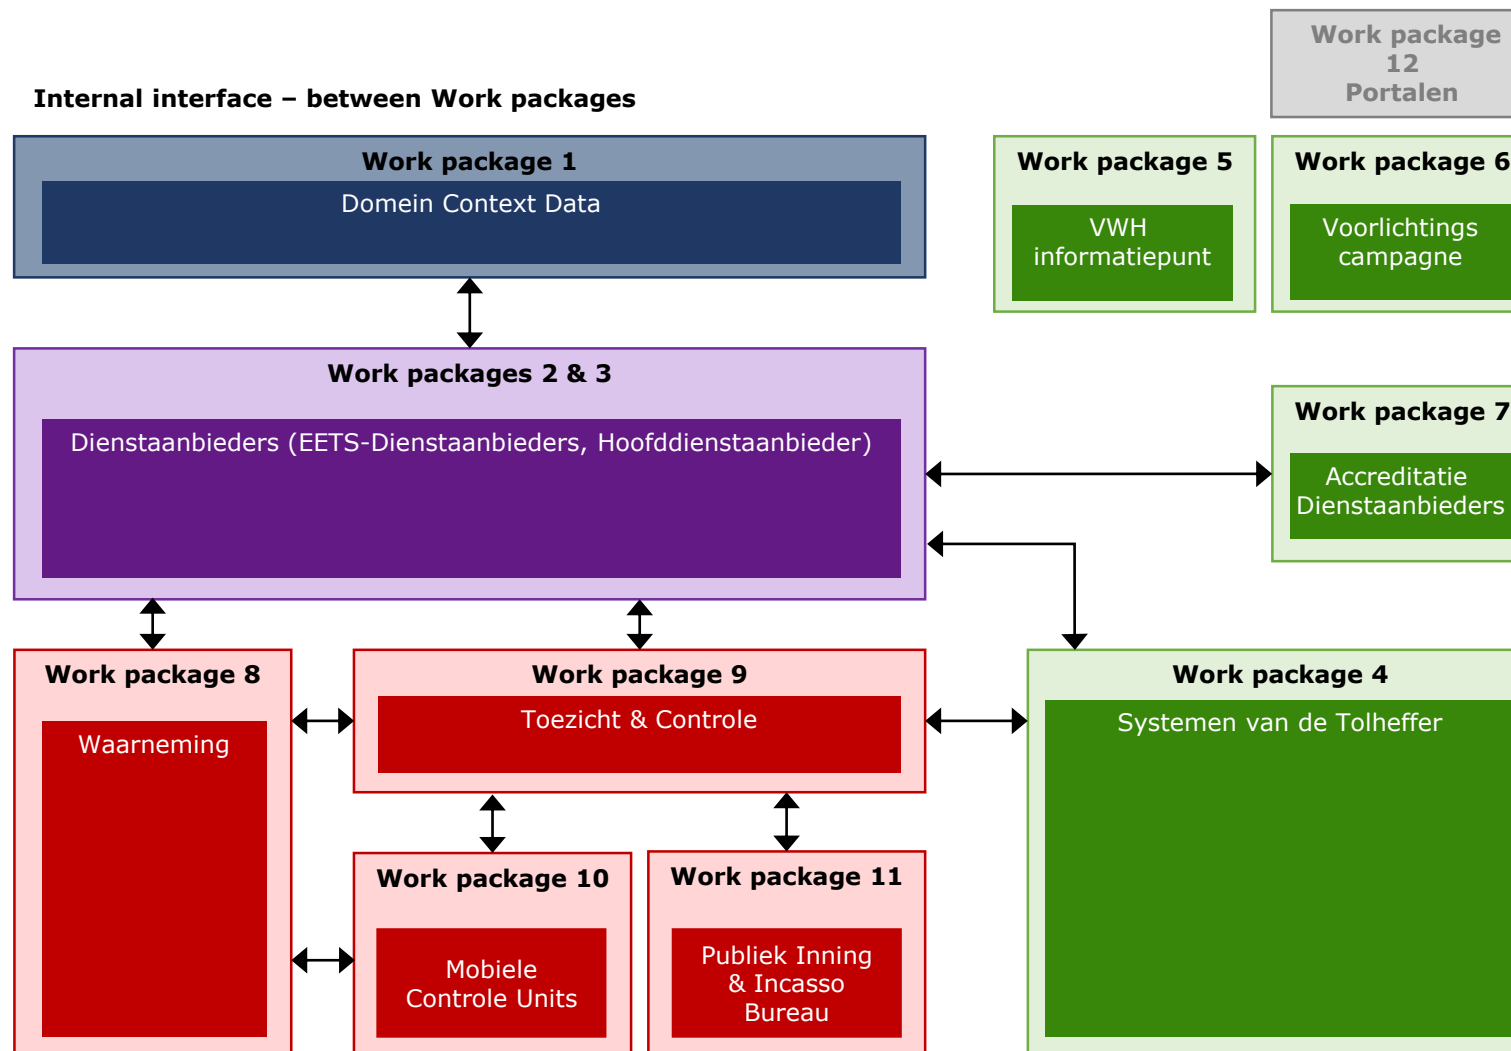 Work package
12
Portalen
Internal interface – between Work packages
Work package 1
Domein Context Data
Work package 5
VWH
informatiepunt
Work package 6
Voorlichtings
campagne
Work packages 2 & 3
Dienstaanbieders (EETS-Dienstaanbieders, Hoofddienstaanbieder)
Work package 7
Accreditatie
Dienstaanbieders
Work package 8
Waarneming
Work package 9
Toezicht & Controle
Work package 4
Systemen van de Tolheffer
Work package 10
Mobiele
Controle Units
Work package 11
Publiek Inning
& Incasso
Bureau